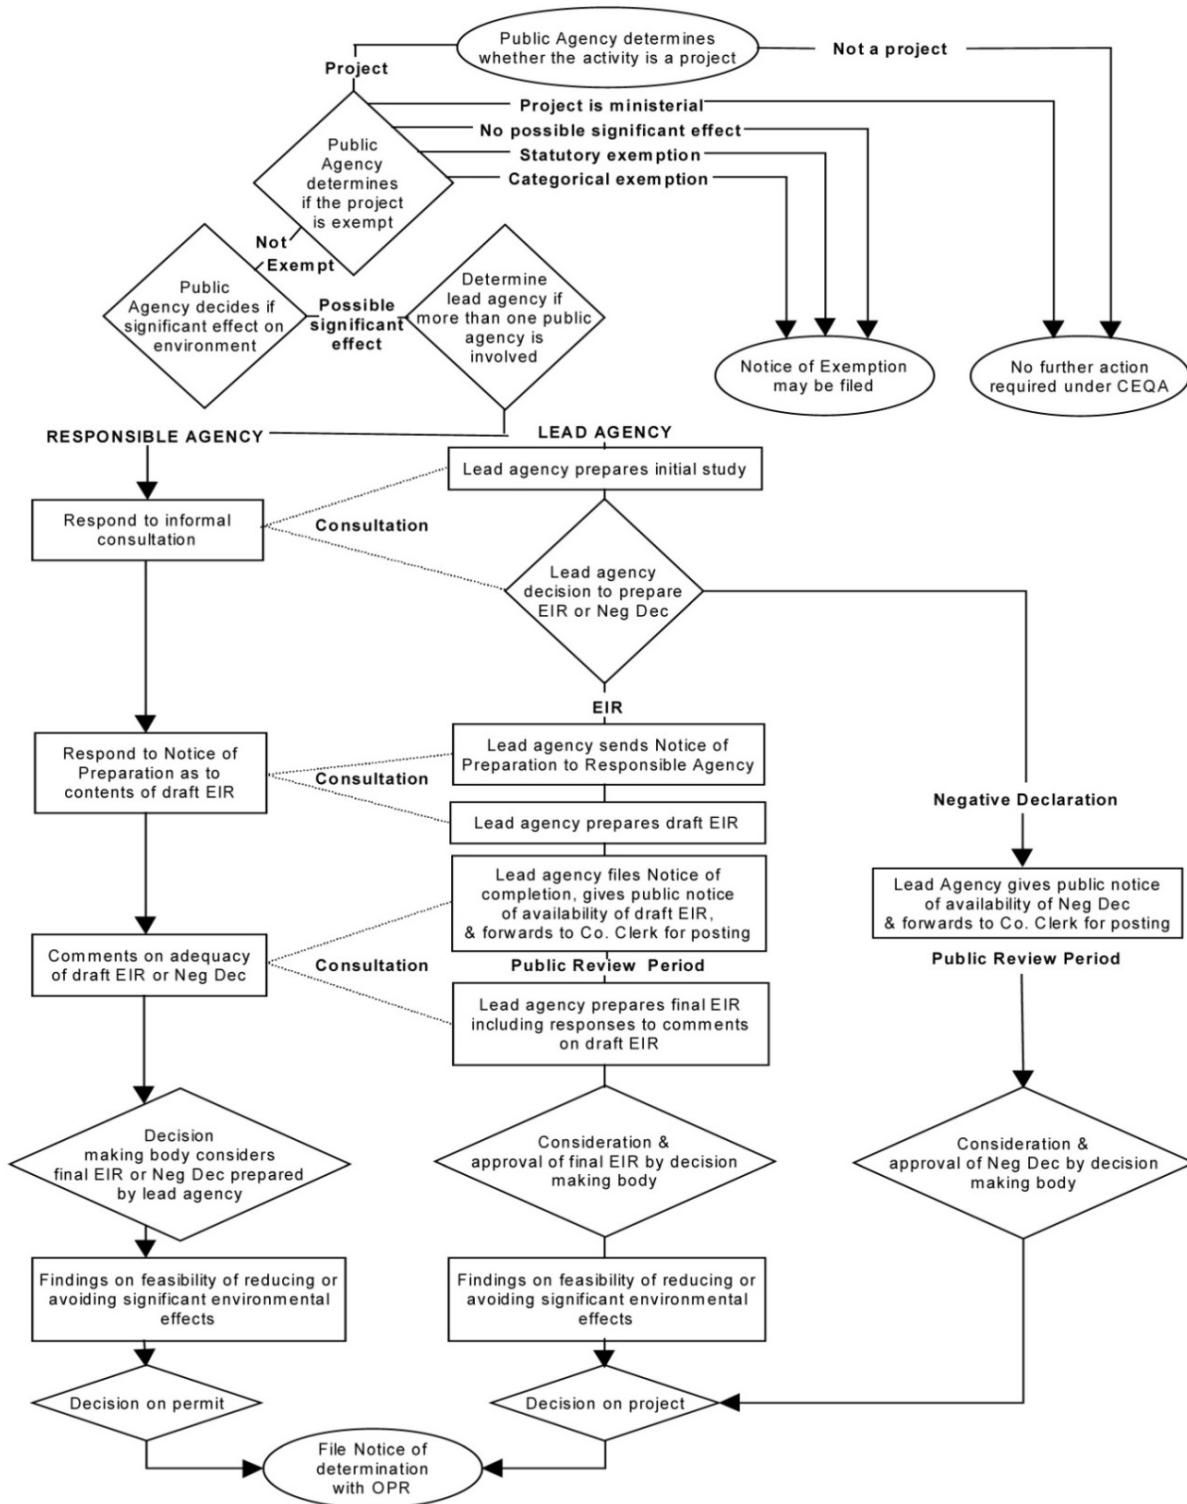 Public Agency determines
whether the activity is a project
Not a project
Project
Project is ministerial
No possible significant effect
Statutory exemption
Categorical exemption
Public
Agency
determines
if the project
is exempt
Not
Exempt
Public
Agency decides if
significant effect on
environment
Possible
significant
effect
Determine
lead agency if
more than one public
agency is
involved
Notice of Exemption
may be filed
No further action
required under CEQA
RESPONSIBLE AGENCY
LEAD AGENCY
Lead agency prepares initial study
Respond to informal
consultation
Consultation
Lead agency
decision to prepare
EIR or Neg Dec
EIR
Respond to Notice of
Preparation as to
contents of draft EIR
Consultation
Lead agency sends Notice of
Preparation to Responsible Agency
Lead agency prepares draft EIR
Negative Declaration
Lead agency files Notice of
completion, gives public notice
of availability of draft EIR,
& forwards to Co. Clerk for posting
Lead Agency gives public notice
of availability of Neg Dec
& forwards to Co. Clerk for posting
Comments on adequacy
of draft EIR or Neg Dec
Consultation
Public Review Period
Public Review Period
Lead agency prepares final EIR
including responses to comments
on draft EIR
Decision
making body considers
final EIR or Neg Dec prepared
by lead agency
Consideration &
approval of final EIR by decision
making body
Consideration &
approval of Neg Dec by decision
making body
Findings on feasibility of reducing or
avoiding significant environmental
effects
Findings on feasibility of reducing or
avoiding significant environmental
effects
Decision on permit
Decision on project
File Notice of
determination
with OPR